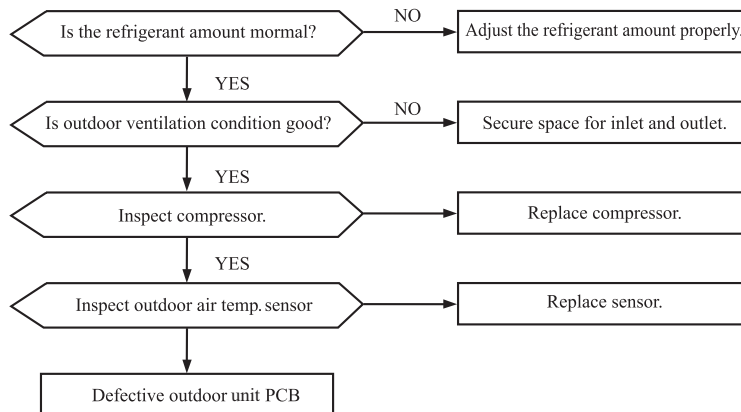 Is the refrigerant amount mormal?
NO
Adjust the refrigerant amount properly.
YES
Is outdoor ventilation condition good?
NO
Secure space for inlet and outlet.
YES
Inspect compressor.
Replace compressor.
YES
Inspect outdoor air temp. sensor
Replace sensor.
Defective outdoor unit PCB